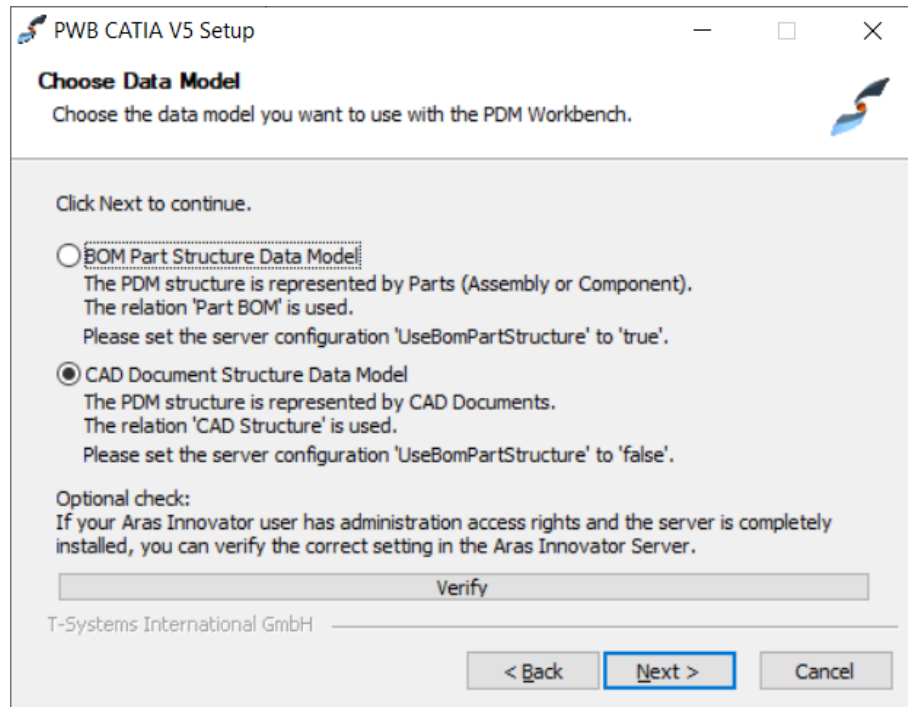 PWB CATIA V5 Setup
Choose Data Model
Choose the data model you want to use with the PDM Workbench.
Click Next to continue.
BOM Part Structure Data Model
The PDM structure is represented by Parts (Assembly or Component).
The relation 'Part BOM' is used.
Please set the server configuration 'UseBomPartStructure' to 'true'.
CAD Document Structure Data Model
The PDM structure is represented by CAD Documents.
The relation 'CAD Structure' is used.
Please set the server configuration 'UseBomPartStructure' to 'false'.
Optional check:
If your Aras Innovator user has administration access rights and the server is completely
installed, you can verify the correct setting in the Aras Innovator Server.
Verify
T-Systems International GmbH
< Back Next > Cancel